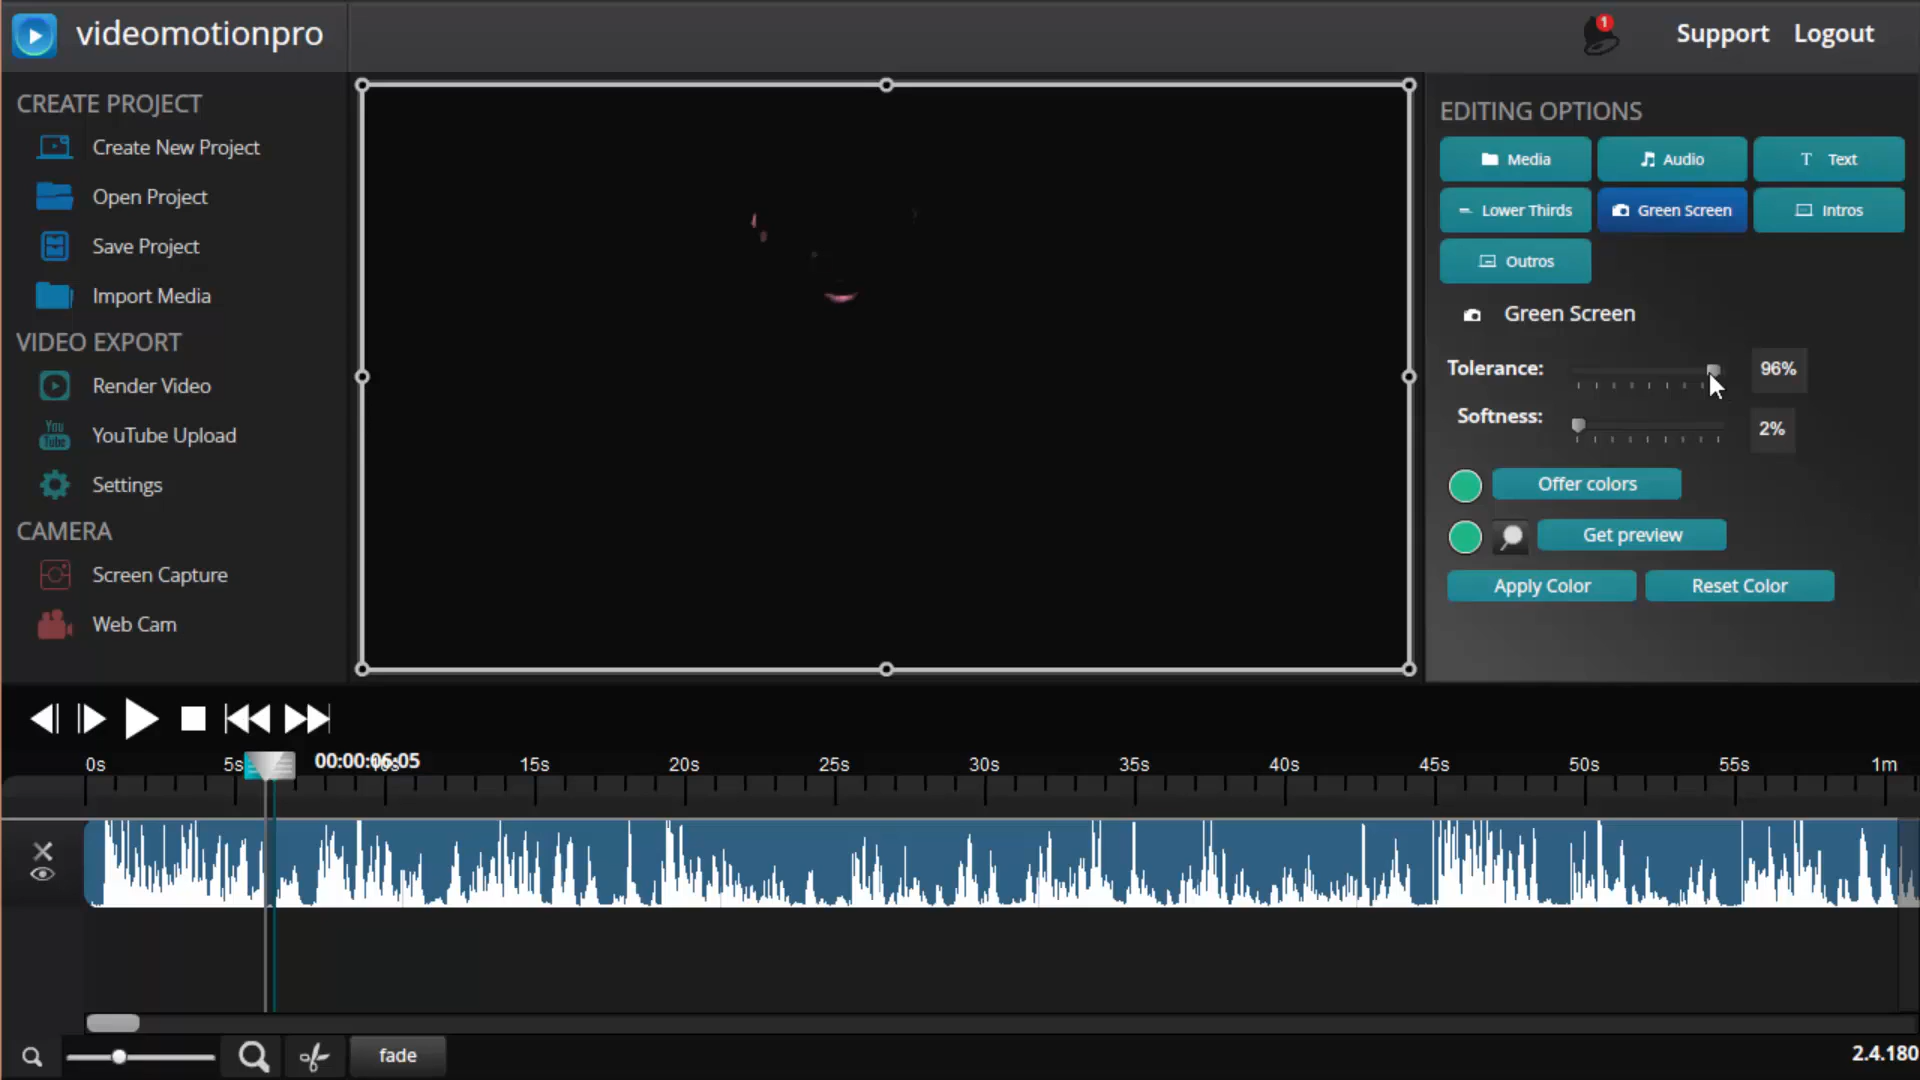 videomotionpro
1
Support
Logout
CREATE PROJECT
Create New Project
Open Project
Save Project
Import Media
VIDEO EXPORT
Render Video
You
Tube
YouTube Upload
Settings
CAMERA
Screen Capture
Web Cam
EDITING OPTIONS
Media
Audio
T Text
Lower Thirds
Green Screen
Intros
Outros
Green Screen
Tolerance:
96%
Softness:
2%
Offer colors
Get preview
Apply Color
Reset Color
0s
5s
00:00:06:05
15s
20s
25s
30s
35s
40s
45s
50s
55s
1m
fade
2.4.180